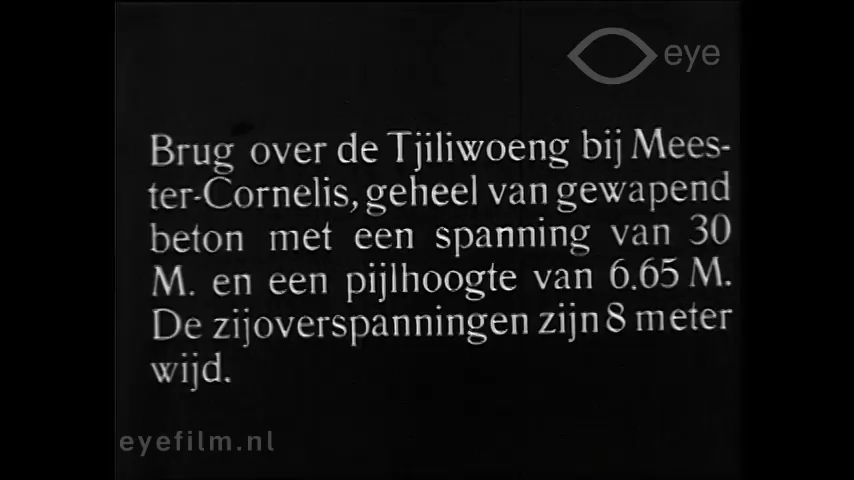 eye
Brug over de Tjiliwoeng bij Mees-
ter-Cornelis, geheel van gewapend
beton met een spanning van 30
M. en een pijlhoogte van 6.65 M.
De zijoverspanningen zijn 8 meter
wijd.
eyefilm.nl